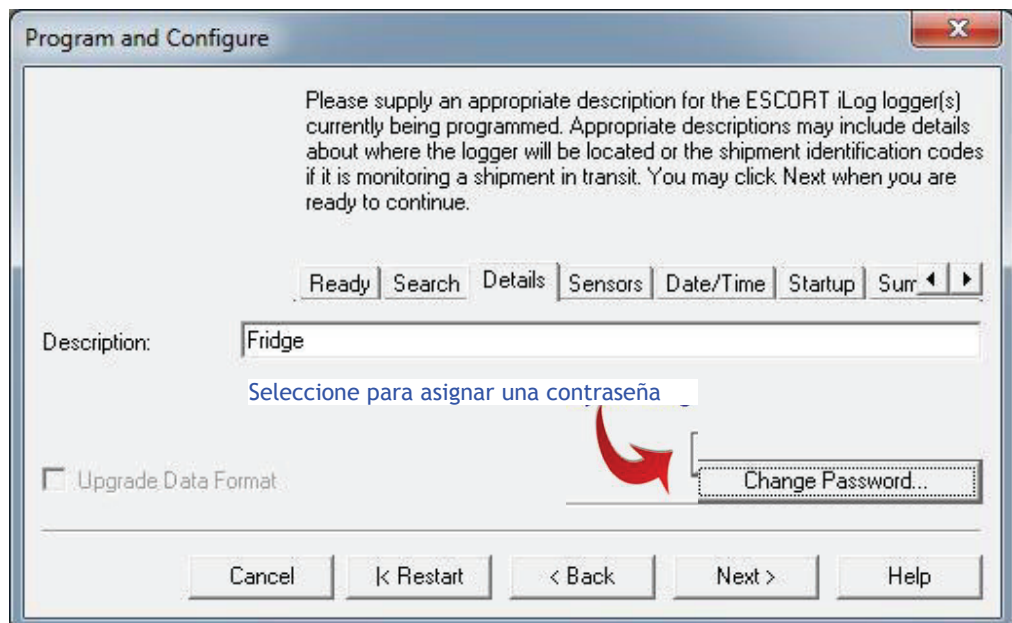 Program and Configure
Please supply an appropriate description for the ESCORT iLog logger(s)
currently being programmed. Appropriate descriptions may include details
about where the logger will be located or the shipment identification codes
if it is monitoring a shipment in transit. You may click Next when you are
ready to continue.
Ready Search Details Sensors Date/Time Startup Sum
Description: Fridge
Seleccione para asignar una contraseña
Upgrade Data Format Change Password...
Cancel |< Restart < Back Next > Help